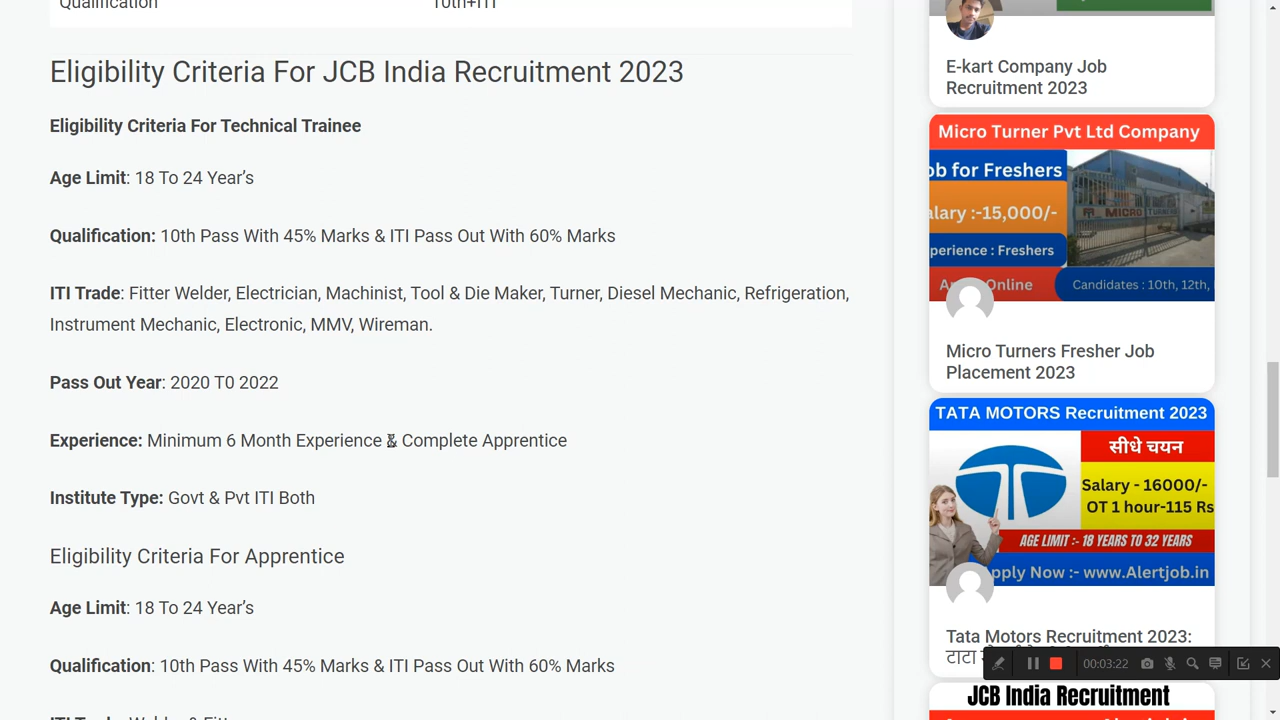 Qualification 10th+ITI
Eligibility Criteria For JCB India Recruitment 2023
Eligibility Criteria For Technical Trainee
Age Limit: 18 To 24 Year’s
Qualification: 10th Pass With 45% Marks & ITI Pass Out With 60% Marks
ITI Trade: Fitter Welder, Electrician, Machinist, Tool & Die Maker, Turner, Diesel Mechanic, Refrigeration,
Instrument Mechanic, Electronic, MMV, Wireman.
Pass Out Year: 2020 T0 2022
Experience: Minimum 6 Month Experience & Complete Apprentice
Institute Type: Govt & Pvt ITI Both
Eligibility Criteria For Apprentice
Age Limit: 18 To 24 Year’s
Qualification: 10th Pass With 45% Marks & ITI Pass Out With 60% Marks
E-kart Company Job
Recruitment 2023
Micro Turner Pvt Ltd Company
ob for Freshers
alary :-15,000/-
MICRO
perience : Freshers
Online
Candidates : 10th, 12th,
Micro Turners Fresher Job
Placement 2023
TATA MOTORS Recruitment 2023
सीधे चयन
Salary - 16000/-
OT 1 hour-115 Rs
AGE LIMIT :- 18 YEARS TO 32 YEARS
pply Now :- www.Alertjob.in
Tata Motors Recruitment 2023:
टाटा
00:03:22
JCB India Recruitment